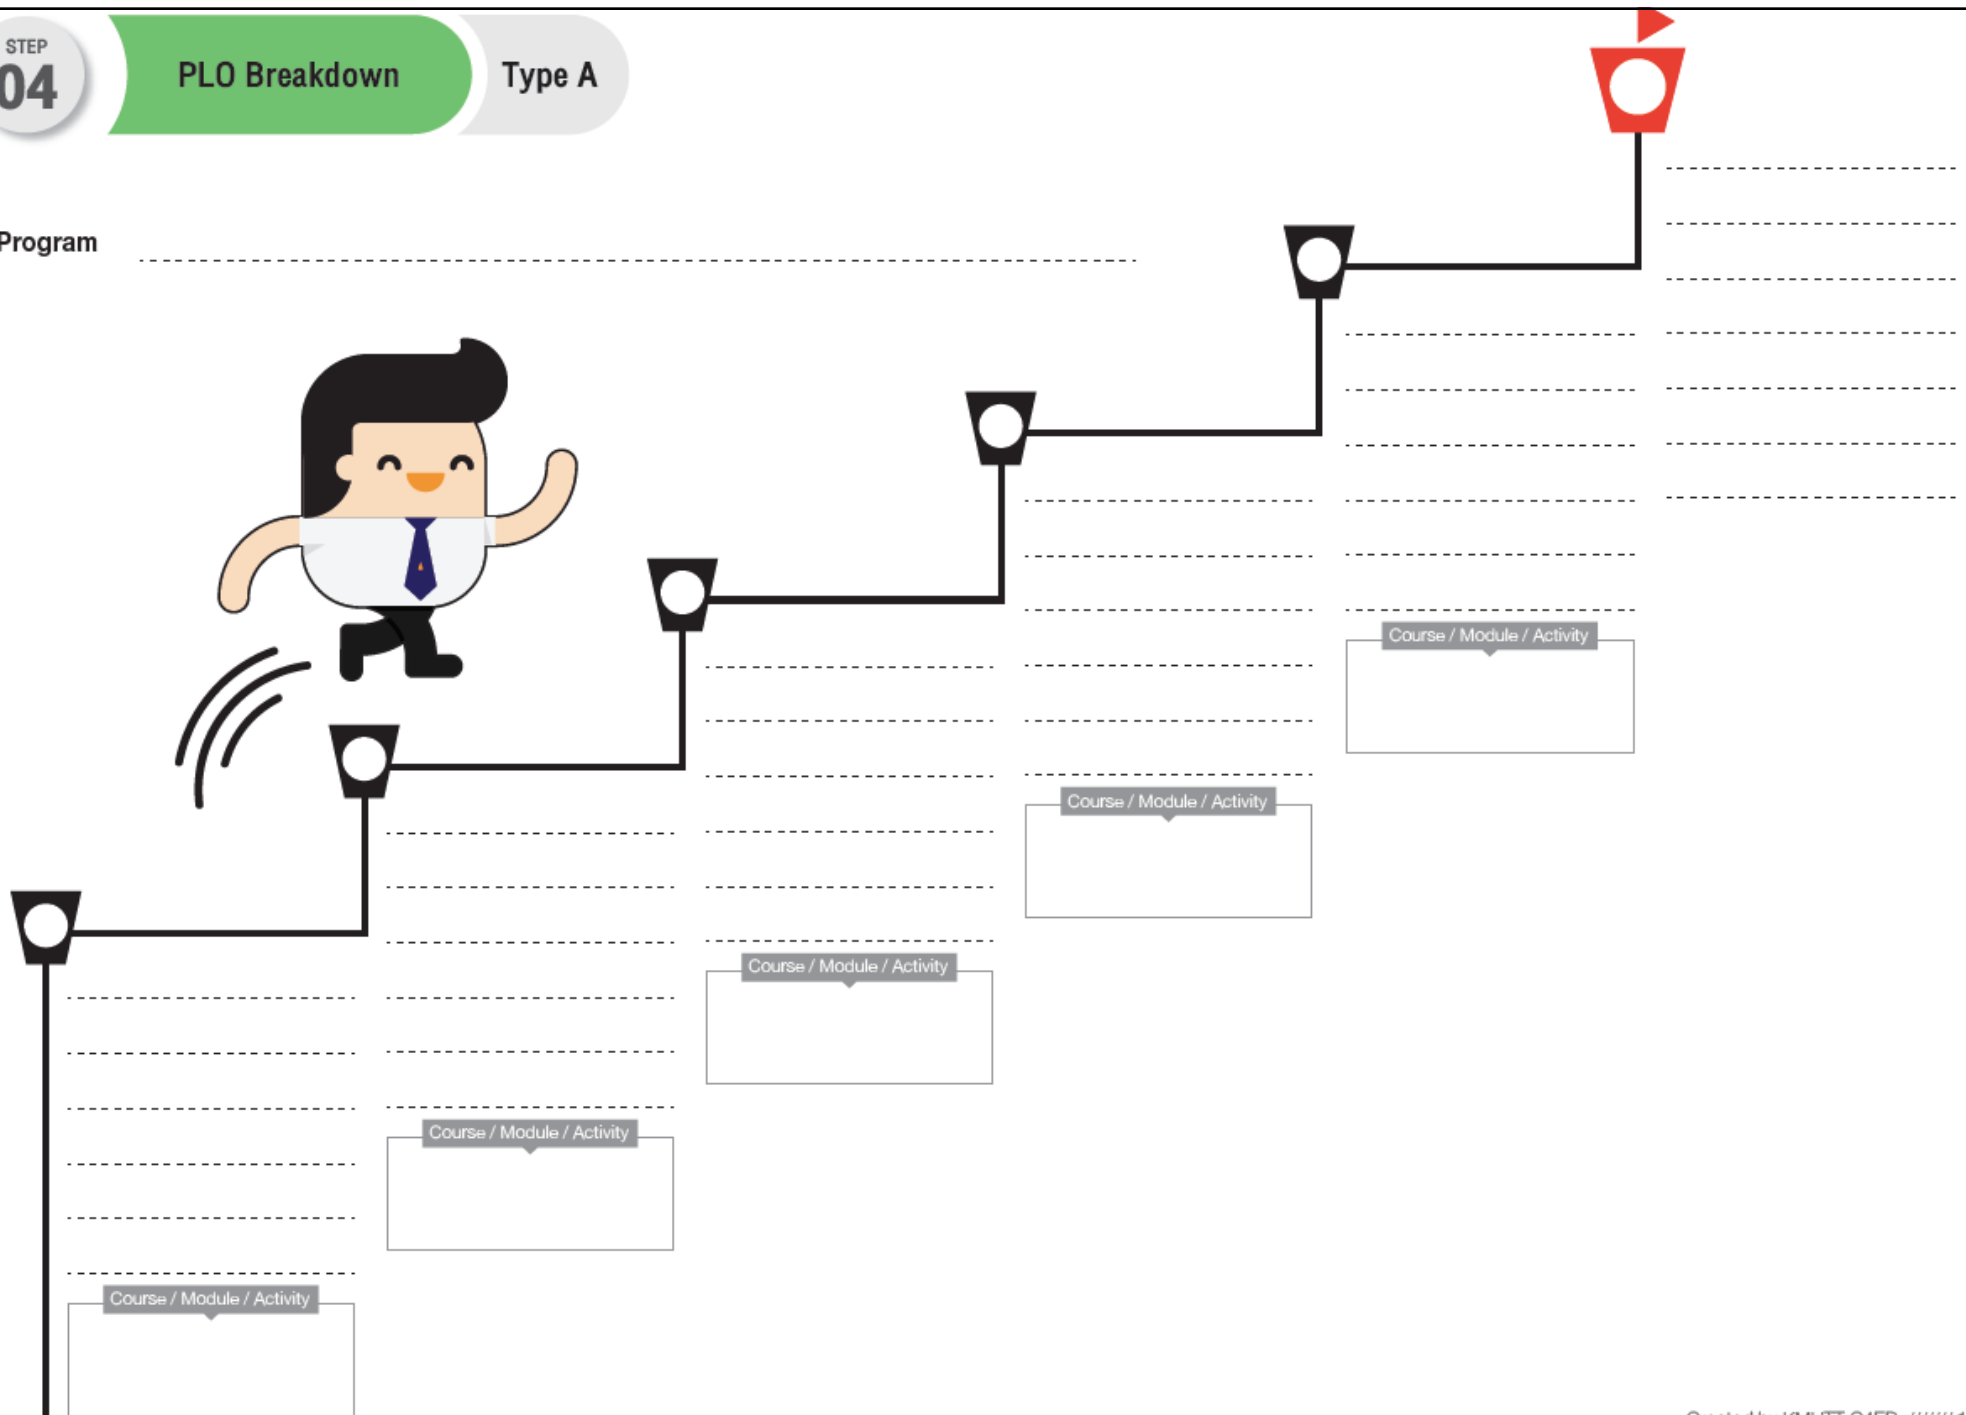 STEP
04
PLO Breakdown
Type A
Program
Course / Module / Activity
Course / Module / Activity
Course / Module / Activity
Course / Module / Activity
Course / Module / Activity